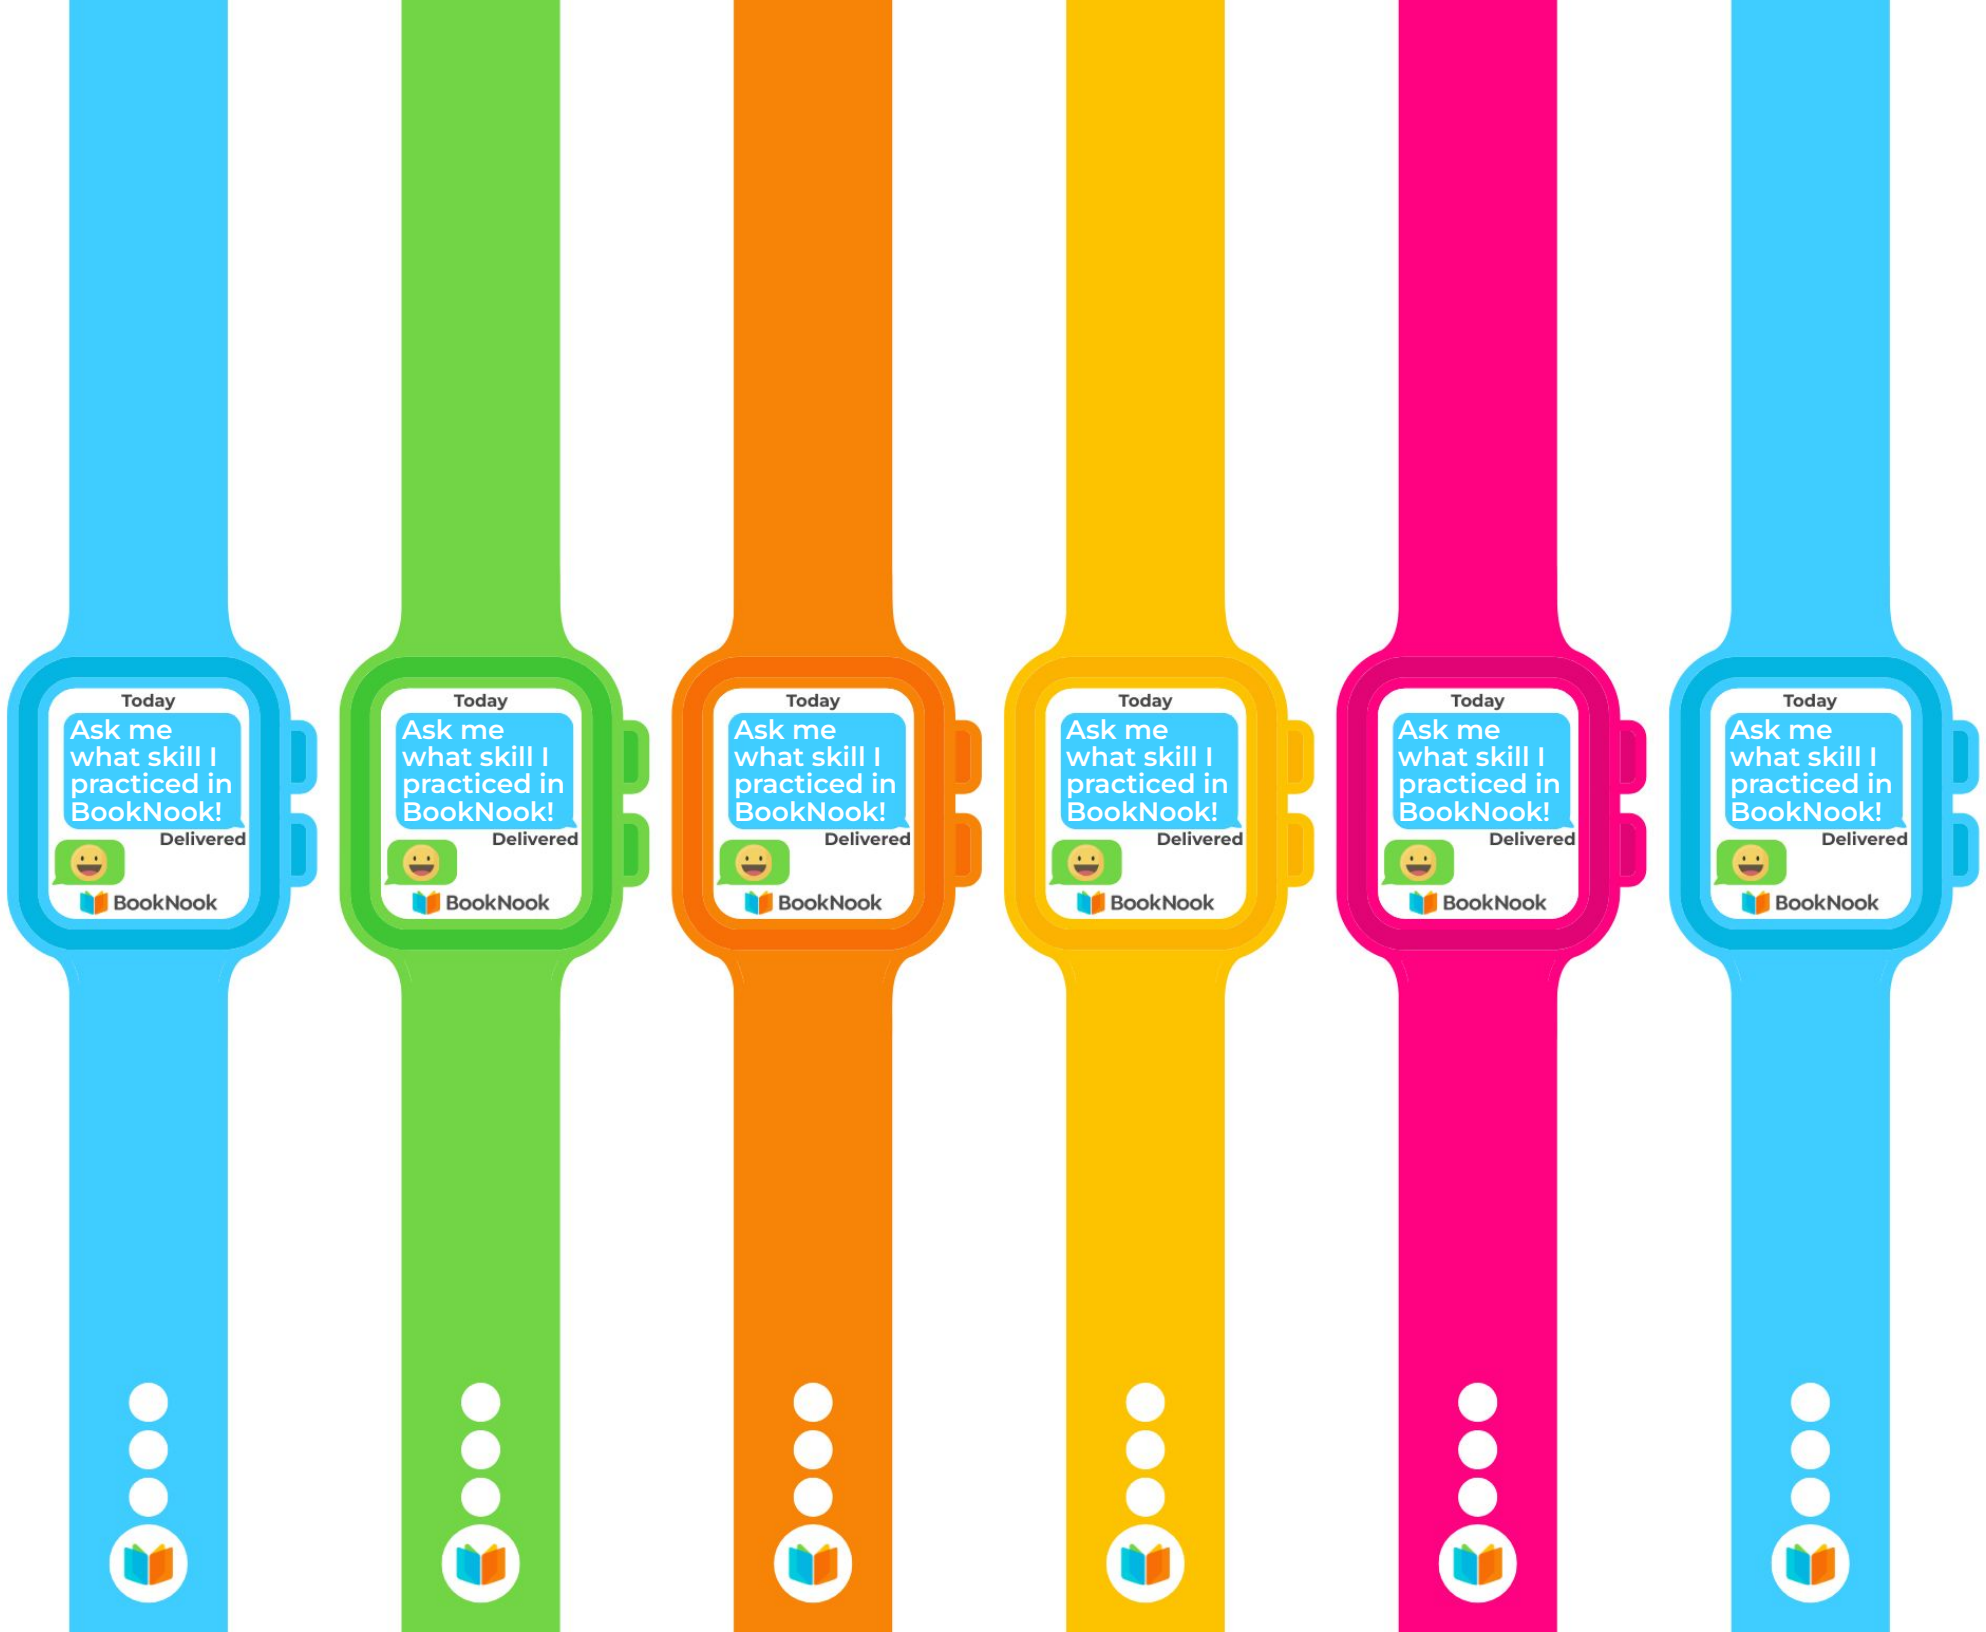 Today
Ask me
what skill I
practiced in
BookNook!
Delivered
BookNook
Today
Ask me
what skill I
practiced in
BookNook!
Delivered
BookNook
Today
Ask me
what skill I
practiced in
BookNook!
Delivered
BookNook
Today
Ask me
what skill I
practiced in
BookNook!
Delivered
BookNook
Today
Ask me
what skill I
practiced in
BookNook!
Delivered
BookNook
Today
Ask me
what skill I
practiced in
BookNook!
Delivered
BookNook